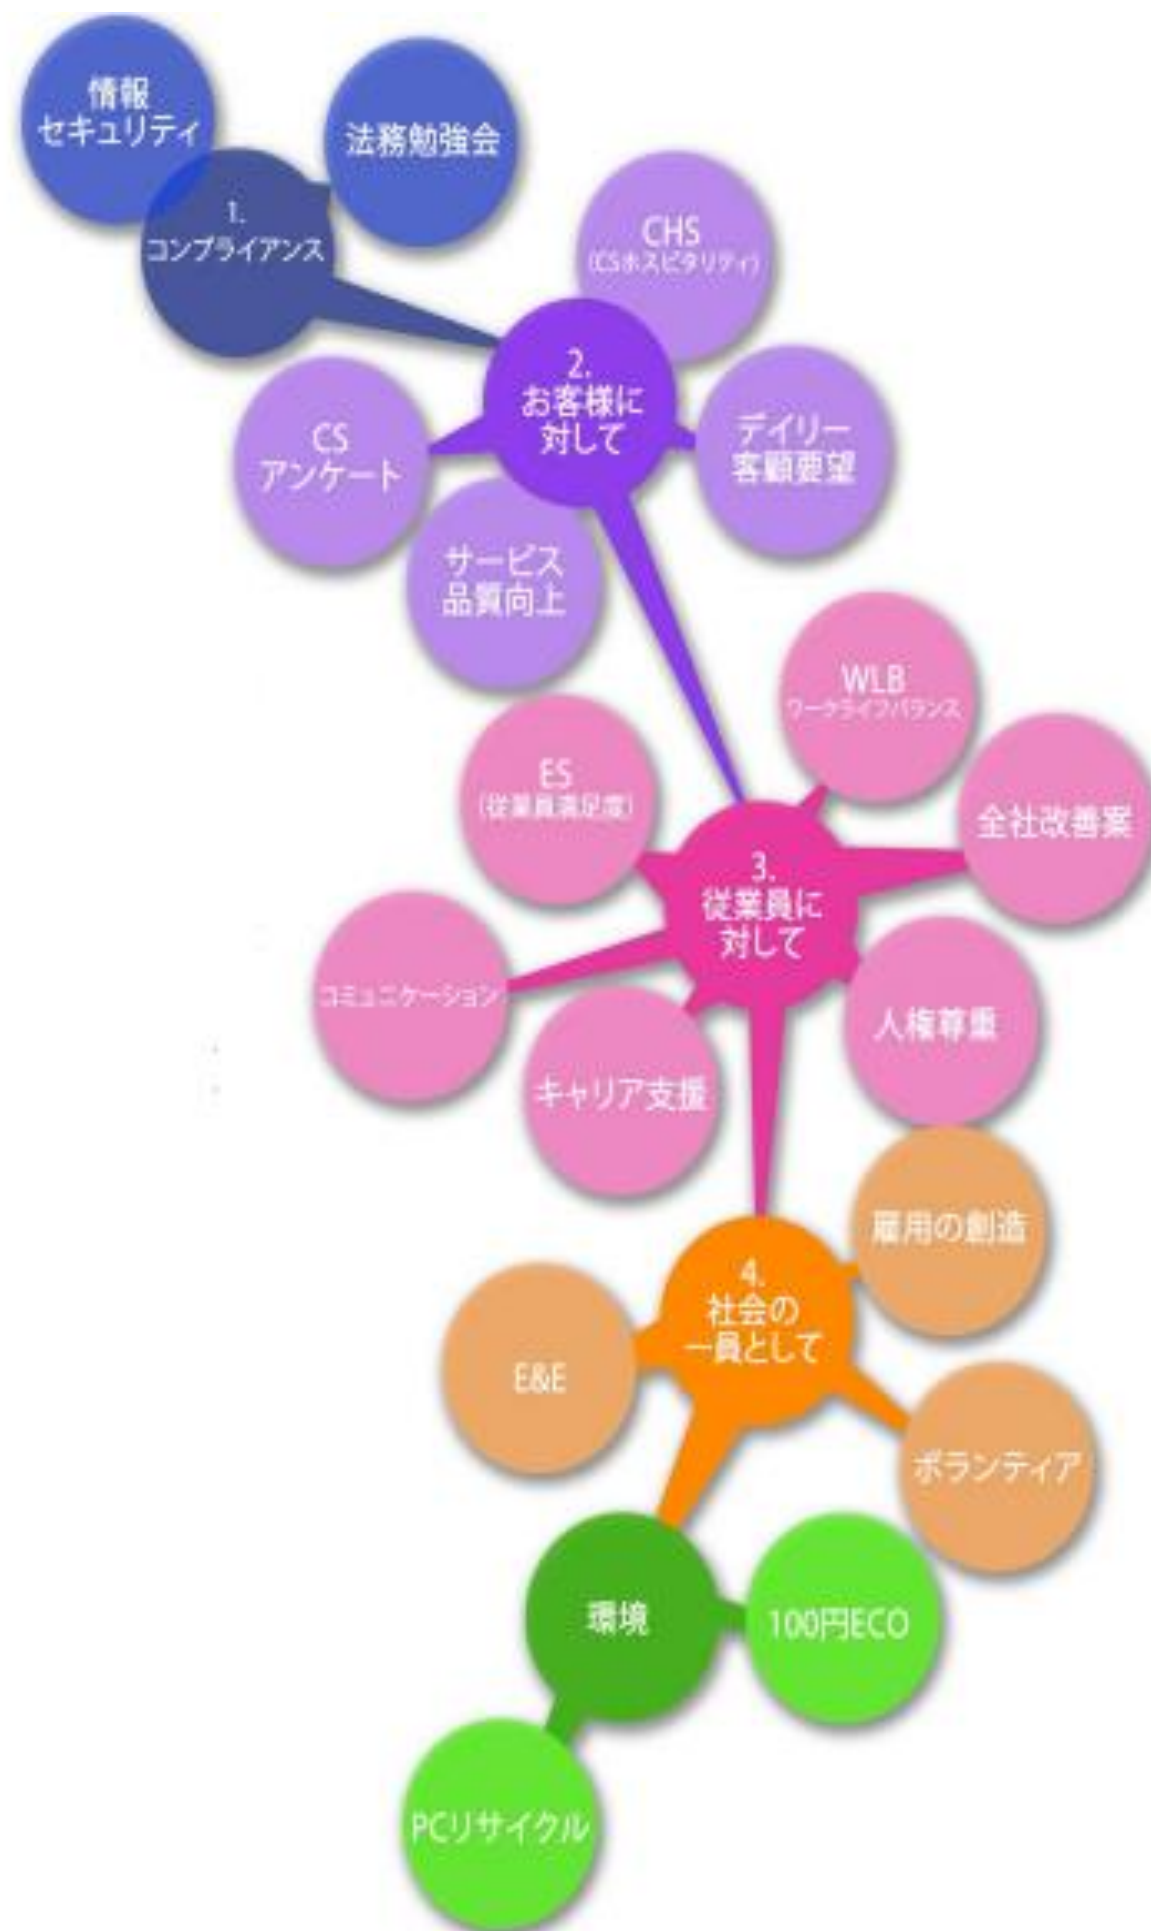 情報
セキュリティ
法務勉強会
1.
コンプライアンス
CHS
(CSホスピタリティ)
2.
お客様に
対して
CS
アンケート
デイリー
客顧要望
サービス
品質向上
WLB
ワークライフバランス
ES
(従業員満足度)
全社改善案
3.
従業員に
対して
コミュニケーション
人権尊重
キャリア支援
雇用の創造
4.
社会の
一員として
E&E
ボランティア
環境
100円ECO
PCリサイクル